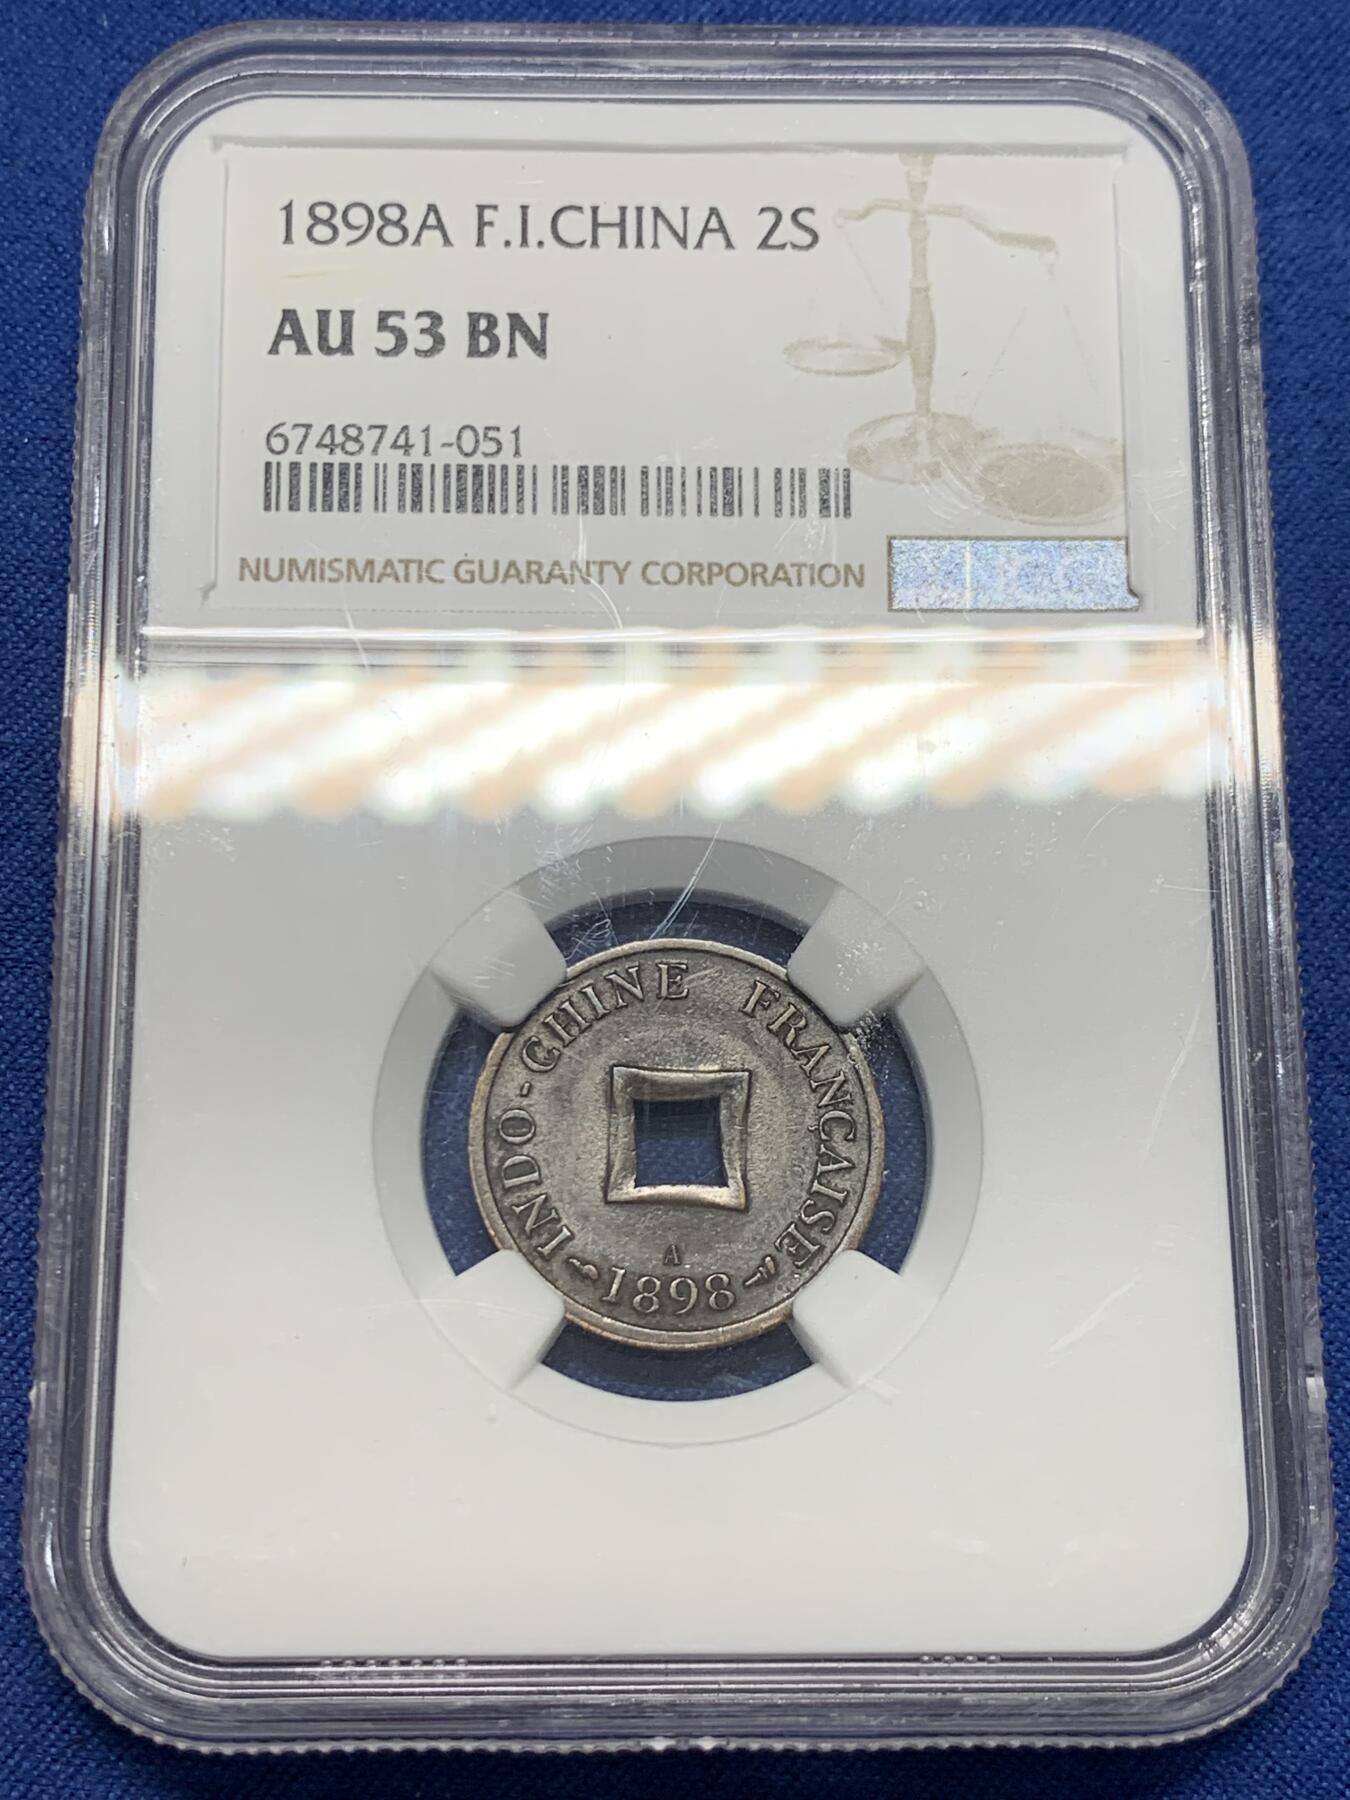 1898A F.I.CHINA 2S
AU 53 BN
6748741-051
NUMISMATIC GUARANTY CORPORATION
INDO-CHINE FRANÇAISE
A
1898